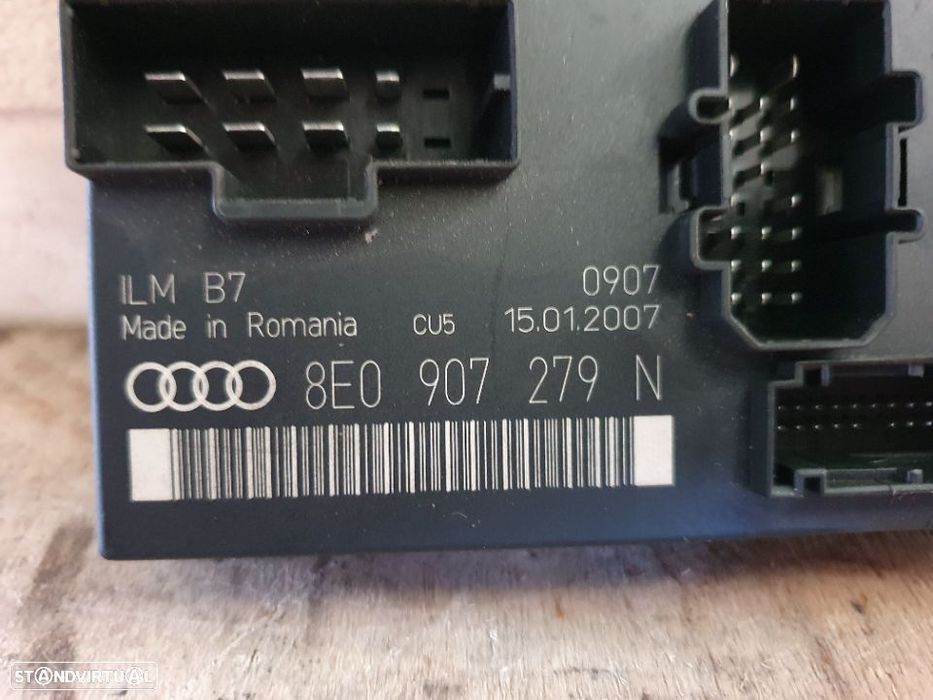 ILM B7 0907
Made in Romania CU5 15.01.2007
8E0 907 279 N
STANDVIRTUAL